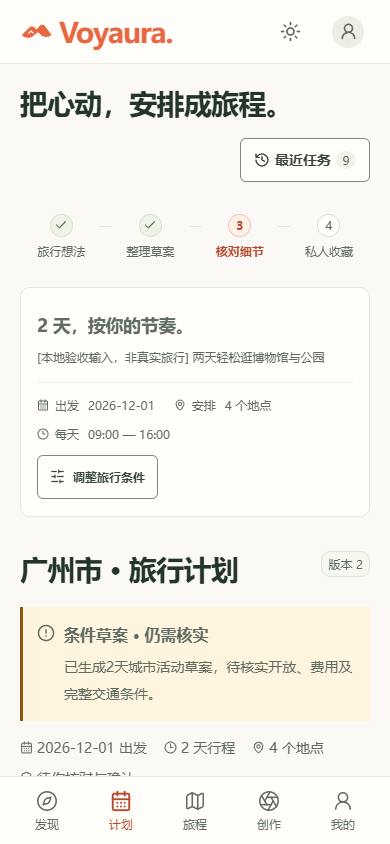 Voyaura.
把心动，安排成旅程。
最近任务 9
3 4
旅行想法 整理草案 核对细节 私人收藏
2 天，按你的节奏。
[本地验收输入，非真实旅行] 两天轻松逛博物馆与公园
出发 2026-12-01 安排 4 个地点
每天 09:00 — 16:00
调整旅行条件
广州市 • 旅行计划 版本 2
条件草案 • 仍需核实
已生成2天城市活动草案，待核实开放、费用及
完整交通条件。
2026-12-01 出发 2 天行程 4 个地点
发现 计划 旅程 创作 我的